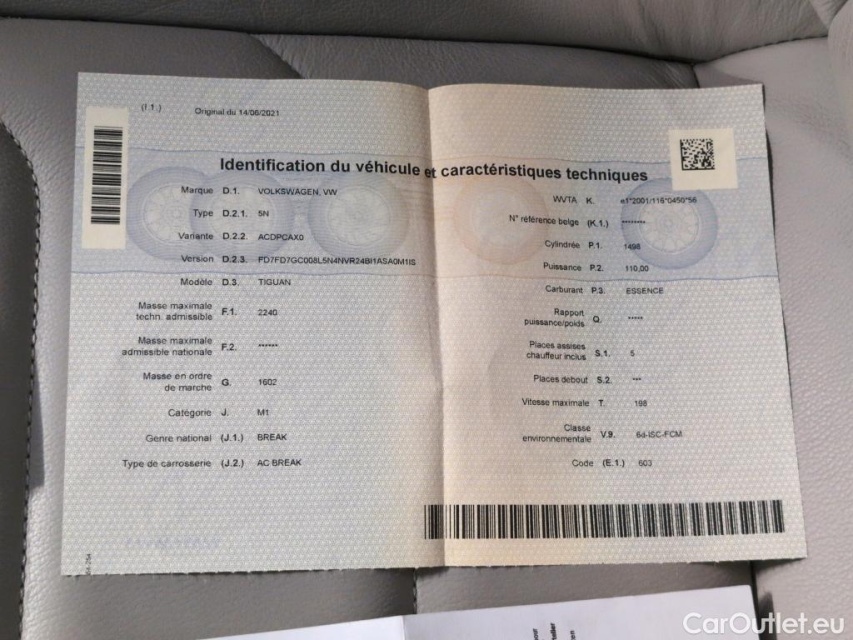 (I.1.) Original du 14/06/2021
Identification du véhicule et caractéristiques techniques
Marque D.1. VOLKSWAGEN, VW
Type D.2.1. 5N
Variante D.2.2. ACDPCAX0
Version D.2.3. FD7FD7GC008L5N4NVR24BI1ASA0M1IS
Modèle D.3. TIGUAN
Masse maximale
techn. admissible F.1. 2240
Masse maximale
admissible nationale F.2. ******
Masse en ordre
de marche G. 1602
Catégorie J. M1
Genre national (J.1.) BREAK
Type de carrosserie (J.2.) AC BREAK
WVTA K. e1*2001/116*0450*56
N° référence belge (K.1.) ********
Cylindrée P.1. 1498
Puissance P.2. 110,00
Carburant P.3. ESSENCE
Rapport
puissance/poids Q. *****
Places assises
chauffeur inclus S.1. 5
Places debout S.2. ***
Vitesse maximale T. 198
Classe
environnementale V.9. 6d-ISC-FCM
Code (E.1.) 603
CarOutlet.eu